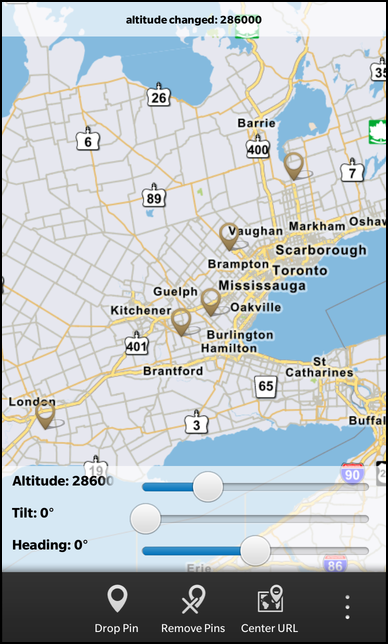 altitude changed: 286000
35
26
Barrie
6
400
7
89
Vaughan
Markham
Oshaw
Scarborough
Brampton
Toronto
Guelph
Mississauga
Kitchener
Oakville
Burlington
401
Hamilton
St
Catharines
Brantford
65
London
3
Buffal
19
90
Altitude: 28600
Tilt: 0°
Heading: 0°
Erie
86
Drop Pin
Remove Pins
Center URL